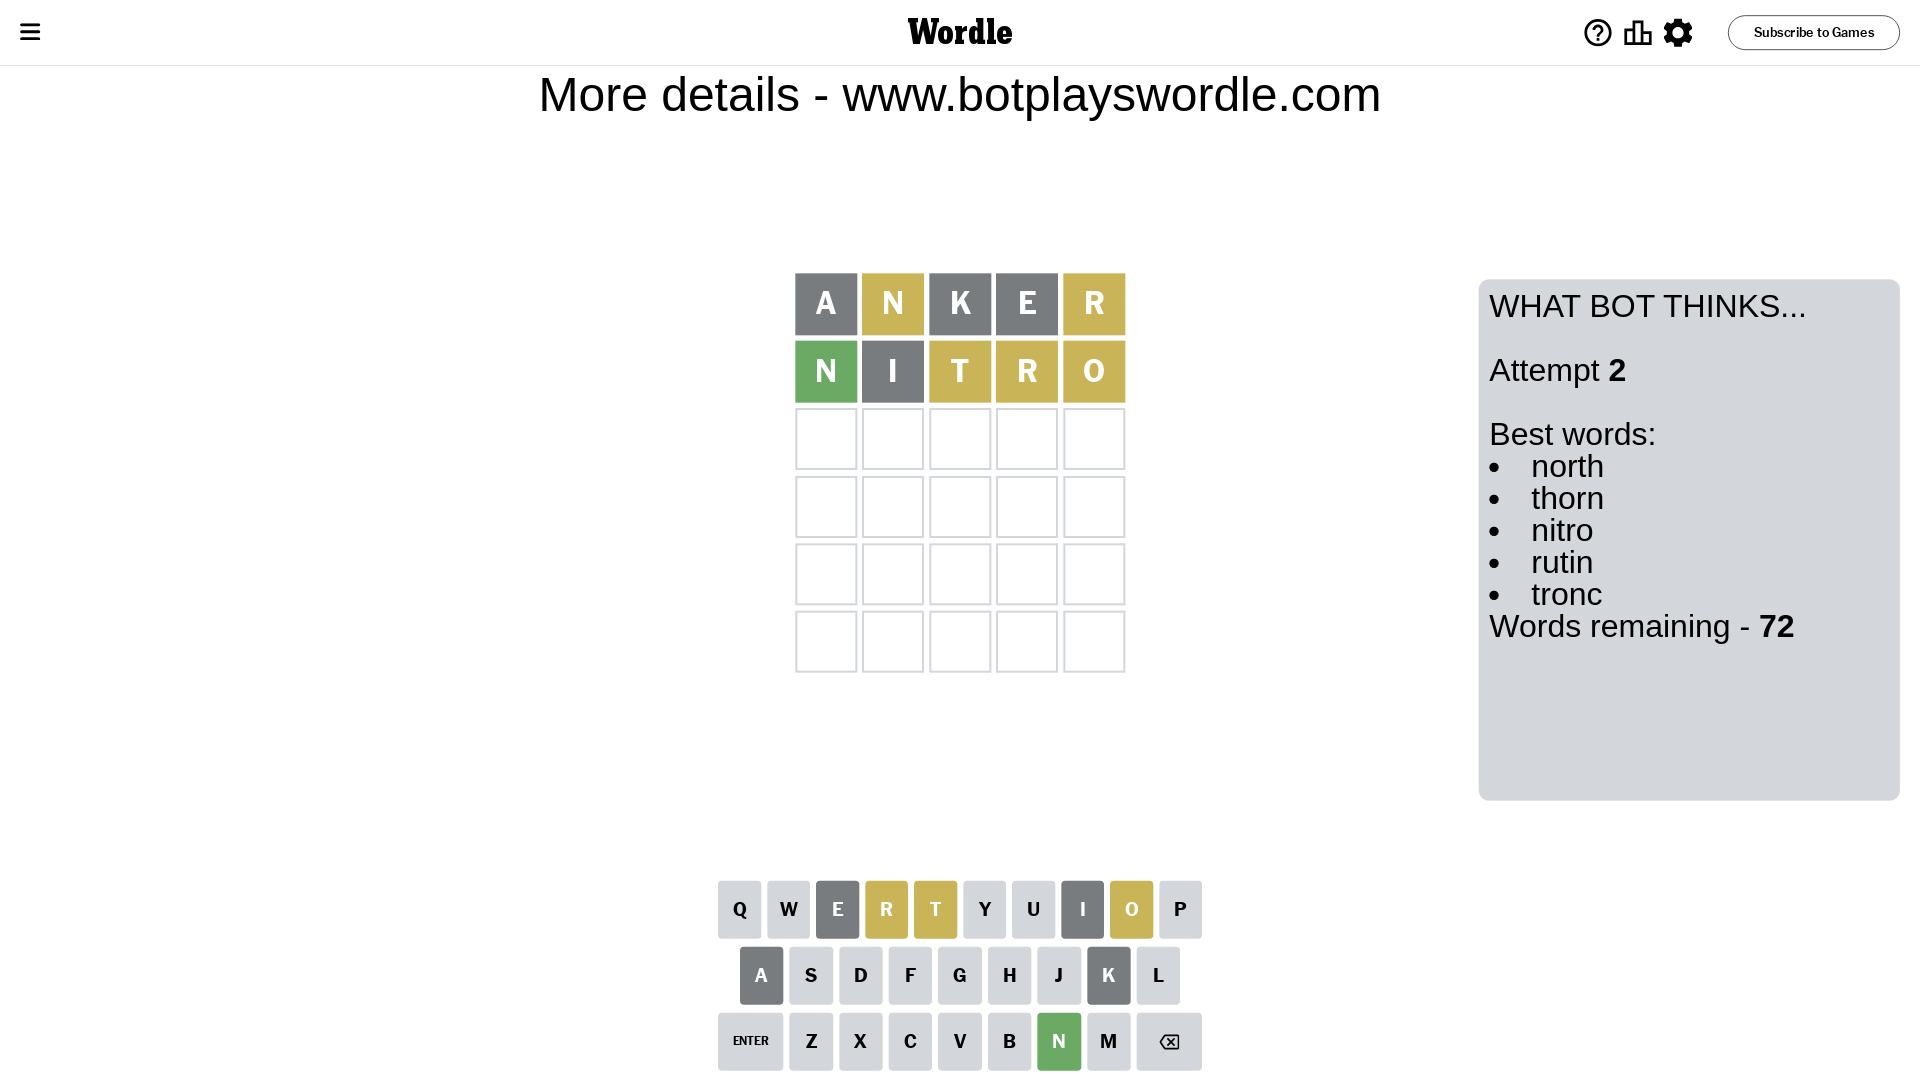 Wordle
Subscribe to Games
More details - www.botplayswordle.com
A N K E R
N I T R O
WHAT BOT THINKS...
Attempt 2
Best words:
• north
• thorn
• nitro
• rutin
• tronc
Words remaining - 72
Q W E R T Y U I O P
A S D F G H J K L
ENTER Z X C V B N M